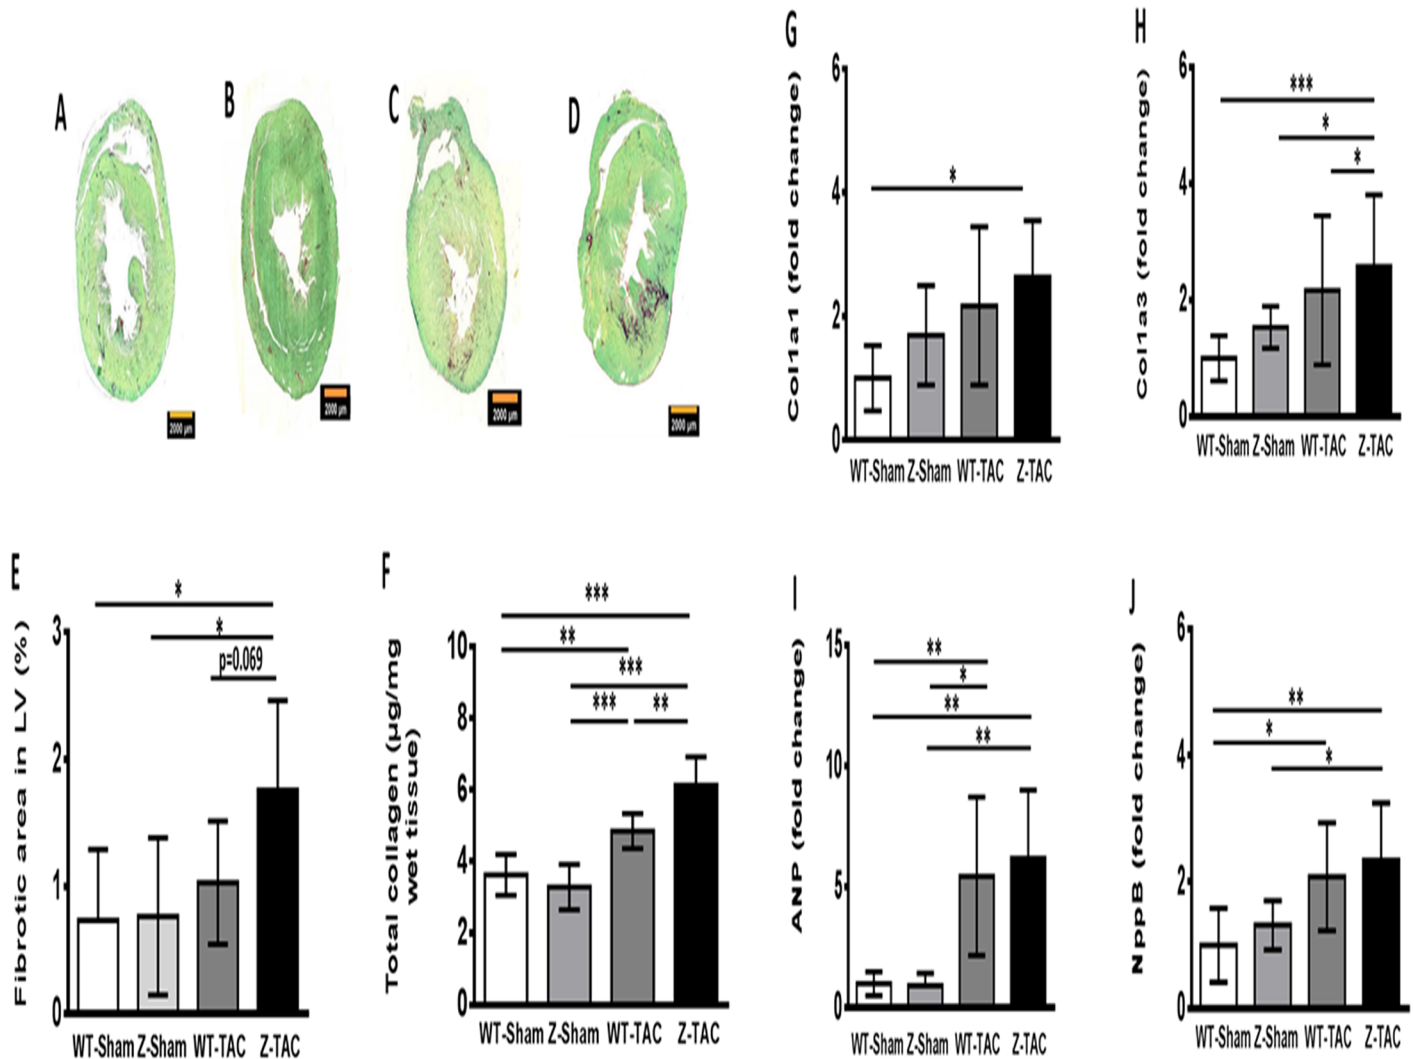 A
B
C
D
2000 µm
2000 µm
2000 µm
2000 µm
G
Col1a1 (fold change)
6
4
2
0
*
WT-Sham Z-Sham WT-TAC Z-TAC
H
Col1a3 (fold change)
6
4
2
0
***
*
*
WT-Sham Z-Sham WT-TAC Z-TAC
E
Fibrotic area in LV (%)
3
2
1
0
*
*
p=0.069
WT-Sham Z-Sham WT-TAC Z-TAC
F
Total collagen (µg/mg
wet tissue)
10
8
6
4
2
0
***
**
***
*** **
WT-Sham Z-Sham WT-TAC Z-TAC
I
ANP (fold change)
15
10
5
0
**
*
**
**
WT-Sham Z-Sham WT-TAC Z-TAC
J
NppB (fold change)
6
4
2
0
**
*
*
WT-Sham Z-Sham WT-TAC Z-TAC